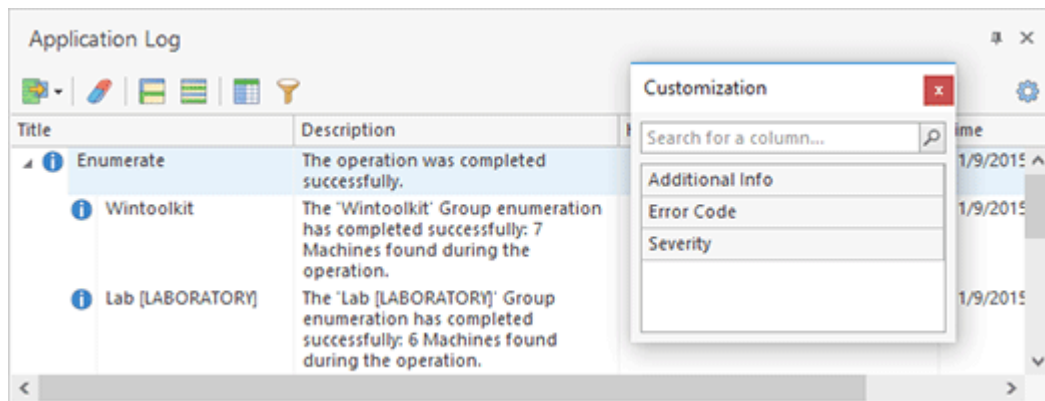 Application Log
Customization
Search for a column...
Additional Info
Error Code
Severity
Title Description
Enumerate
The operation was completed
successfully.
Wintoolkit
The 'Wintoolkit' Group enumeration
has completed successfully: 7
Machines found during the
operation.
Lab [LABORATORY]
The 'Lab [LABORATORY]' Group
enumeration has completed
successfully: 6 Machines found
during the operation.
ime
1/9/2015
1/9/2015
1/9/2015